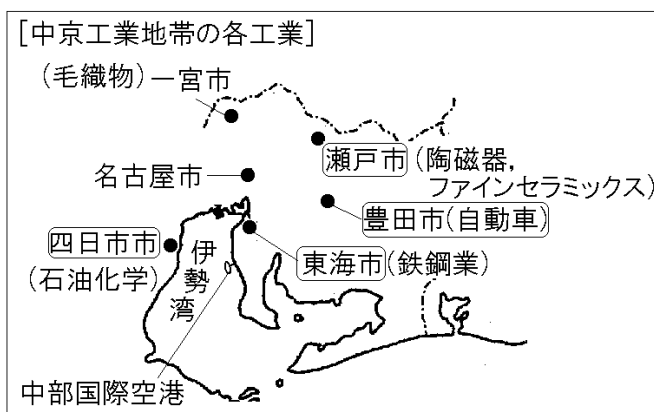 [中京工業地帯の各工業]
(毛織物)一宮市
瀬戸市(陶磁器,
ファインセラミックス)
名古屋市
豊田市(自動車)
四日市市
(石油化学)
伊勢湾
東海市(鉄鋼業)
中部国際空港